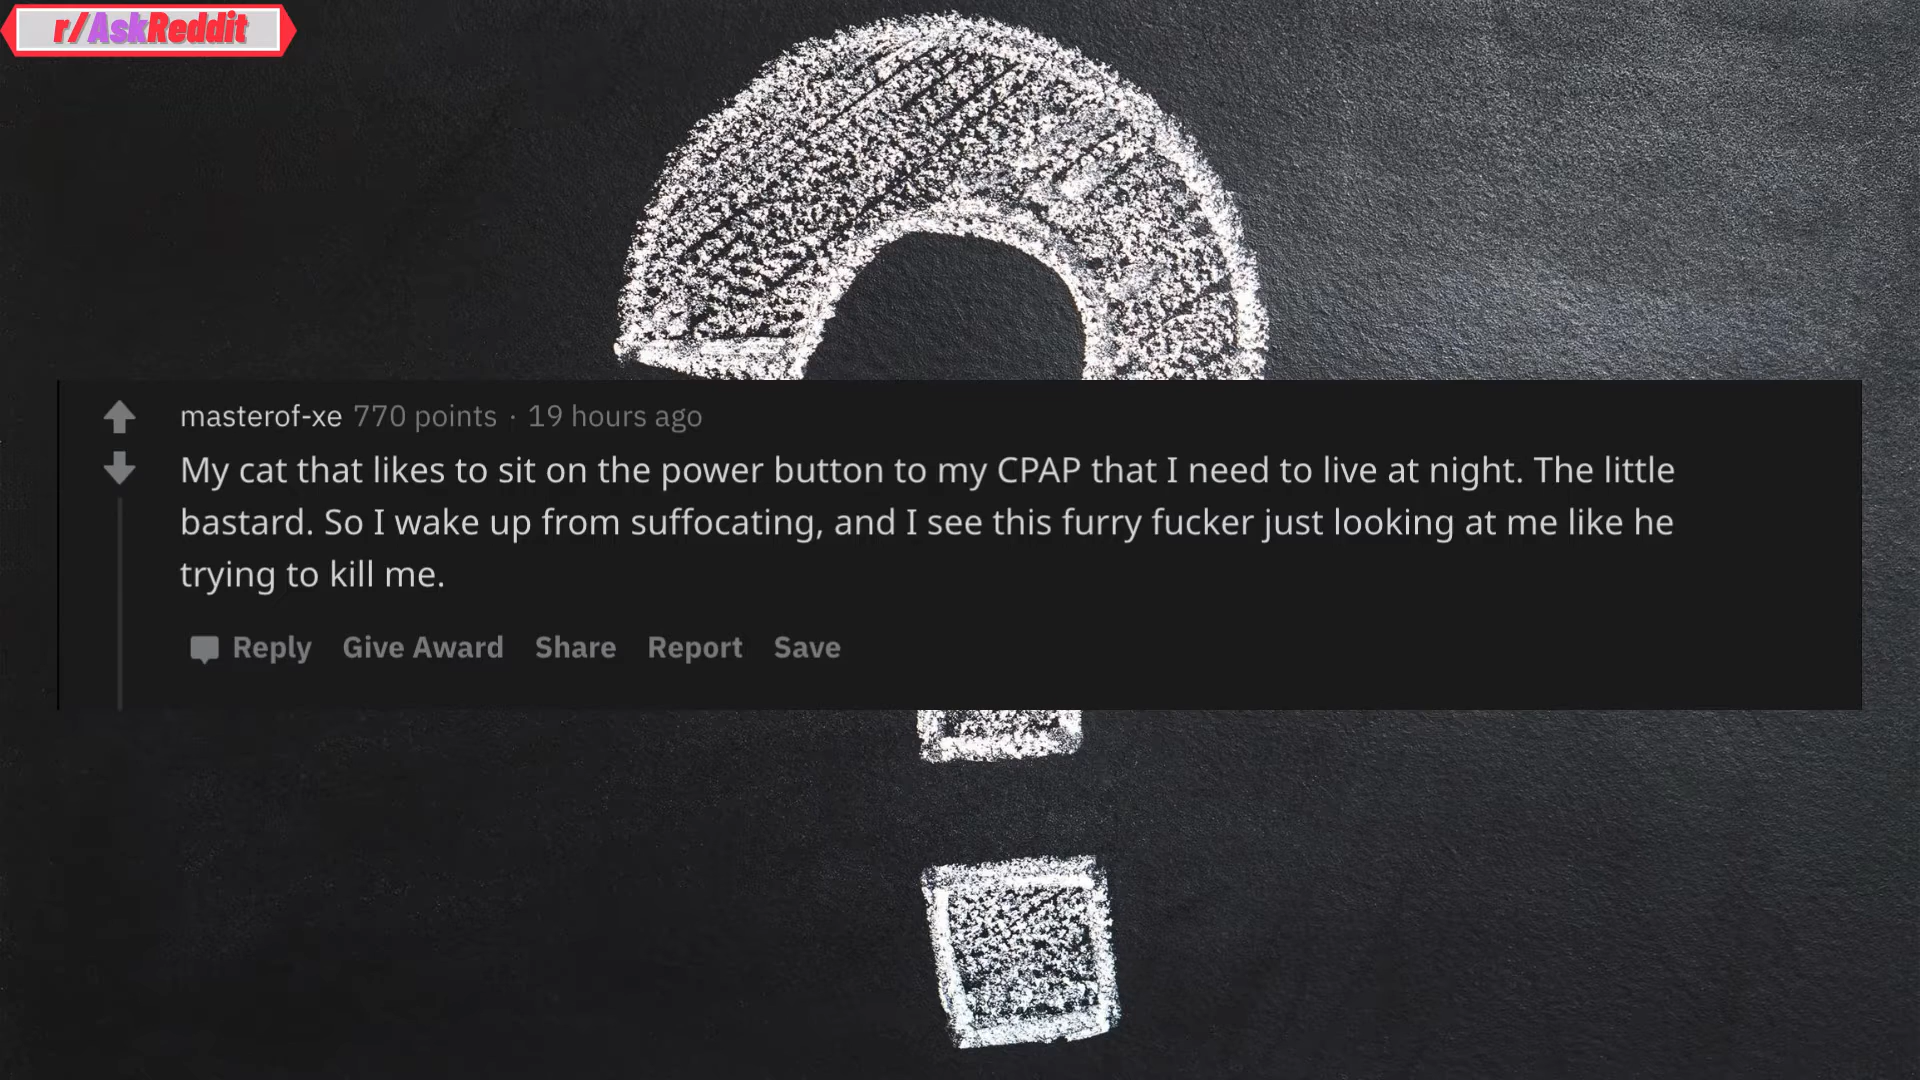 r/AskReddit
masterof-xe 770 points · 19 hours ago
My cat that likes to sit on the power button to my CPAP that I need to live at night. The little
bastard. So I wake up from suffocating, and I see this furry fucker just looking at me like he
trying to kill me.
Reply Give Award Share Report Save